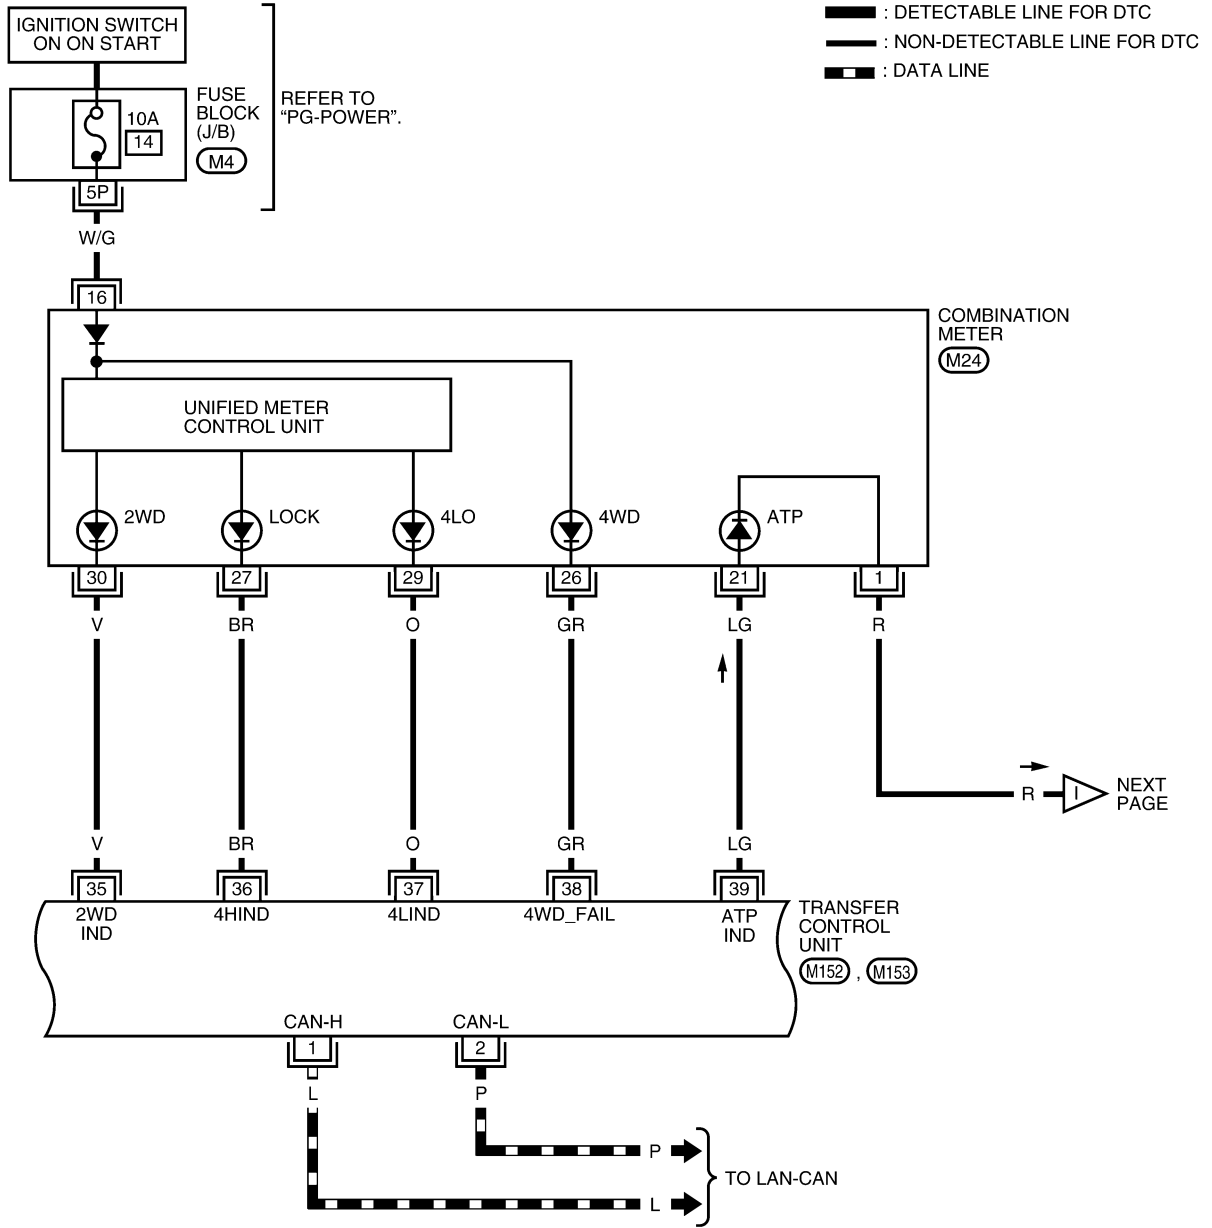 IGNITION SWITCH
ON OR START
10A
14
FUSE
BLOCK
(J/B)
M4
REFER TO
“PG-POWER”.
: DETECTABLE LINE FOR DTC
: NON-DETECTABLE LINE FOR DTC
: DATA LINE
5P
W/G
16
COMBINATION
METER
M24
UNIFIED METER
CONTROL UNIT
2WD
LOCK
4LO
4WD
ATP
30
27
29
26
21
1
V
BR
O
GR
LG
R
R
I
NEXT
PAGE
V
BR
O
GR
LG
35
36
37
38
39
2WD
IND
4HIND
4LIND
4WD_FAIL
ATP
IND
TRANSFER
CONTROL
UNIT
M152 , M153
CAN-H
CAN-L
1
2
L
P
P
L
TO LAN-CAN